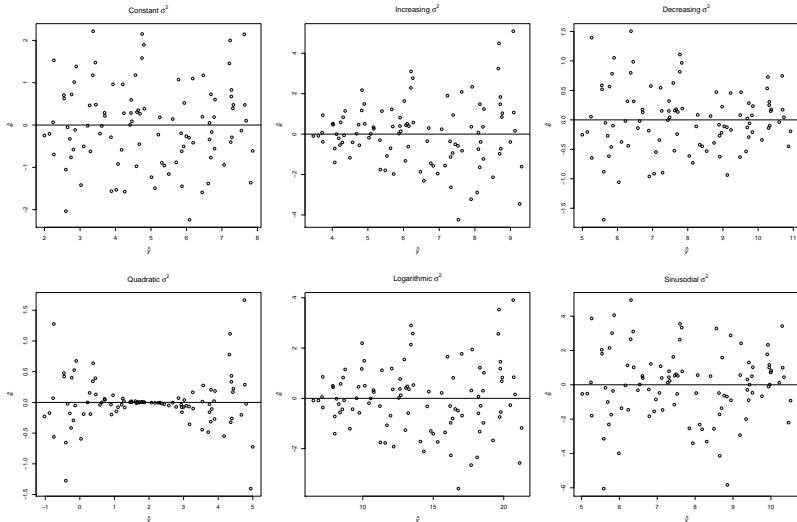 Constant σ²
2
1
0
-1
-2
ê
2 3 4 5 6 7 8
ŷ
Increasing σ²
4
2
0
-2
-4
ê
4 5 6 7 8 9
ŷ
Decreasing σ²
1.5
1.0
0.5
0.0
-0.5
-1.0
-1.5
ê
5 6 7 8 9 10 11
ŷ
Quadratic σ²
1.5
1.0
0.5
0.0
-0.5
-1.0
-1.5
ê
-1 0 1 2 3 4 5
ŷ
Logarithmic σ²
4
2
0
-2
ê
10 15 20
ŷ
Sinusodial σ²
4
2
0
-2
-4
-6
ê
5 6 7 8 9 10
ŷ